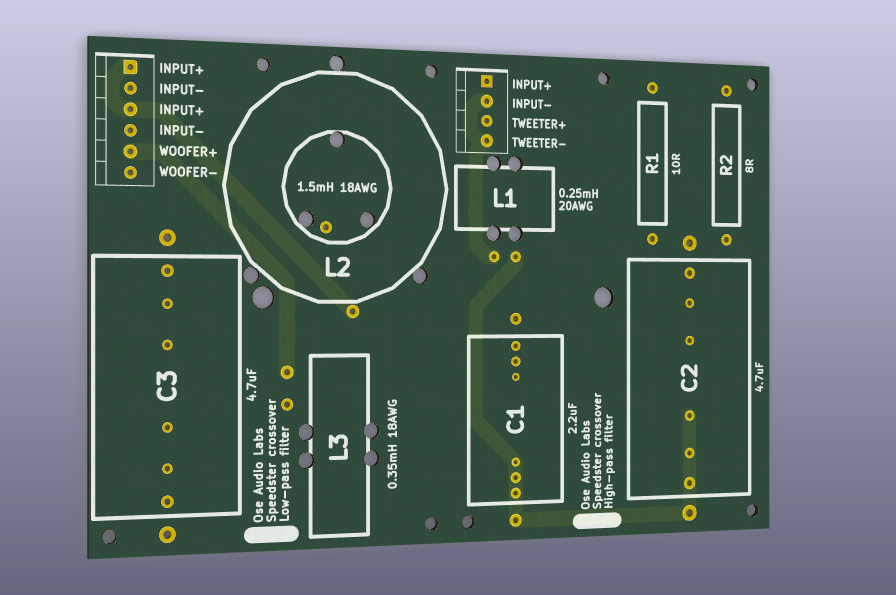 INPUT+
INPUT-
INPUT+
INPUT-
WOOFER+
WOOFER-
1.5mH 18AWG
L2
INPUT+
INPUT-
TWEETER+
TWEETER-
L1
0.25mH
20AWG
R1
10R
R2
8R
C3
4.7uF
Ose Audio Labs
Speedster crossover
Low-pass filter
L3
0.35mH 18AWG
C1
2.2uF
Ose Audio Labs
Speedster crossover
High-pass filter
C2
4.7uF